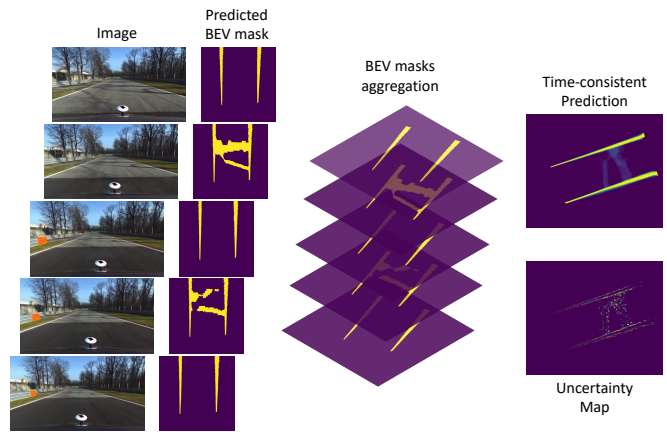 Image
Predicted
BEV mask
BEV masks
aggregation
Time-consistent
Prediction
Uncertainty
Map